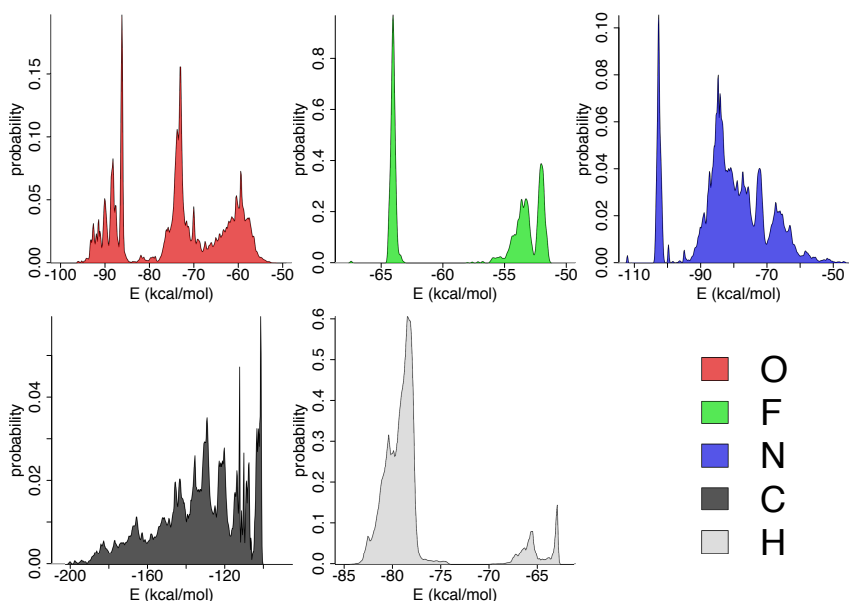 probability
0.00 0.05 0.10 0.15
-100 -90 -80 -70 -60 -50
E (kcal/mol)
probability
0.0 0.2 0.4 0.6 0.8
-65 -55 -50
E (kcal/mol)
probability
0.00 0.02 0.04 0.06 0.08 0.10
-110 -90 -70 -50
E (kcal/mol)
probability
0.00 0.02 0.04
-200 -160 -120
E (kcal/mol)
probability
0.0 0.1 0.2 0.3 0.4 0.5 0.6
-85 -80 -70 -65
E (kcal/mol)
O
F
N
C
H